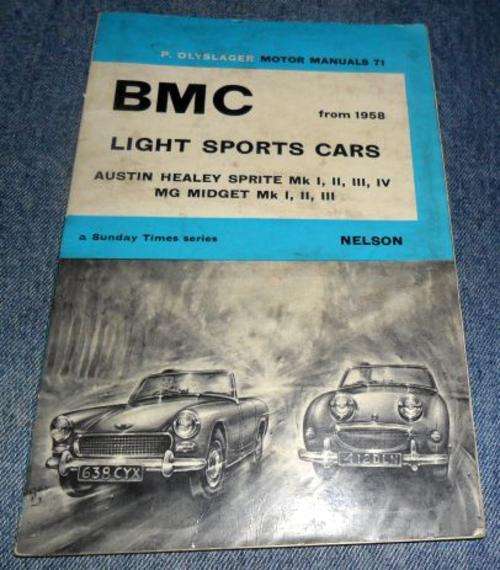 P. OLYSLAGER MOTOR MANUALS 71
BMC
from 1958
LIGHT SPORTS CARS
AUSTIN HEALEY SPRITE Mk I, II, III, IV
MG MIDGET Mk I, II, III
a Sunday Times series
NELSON
639 CYX